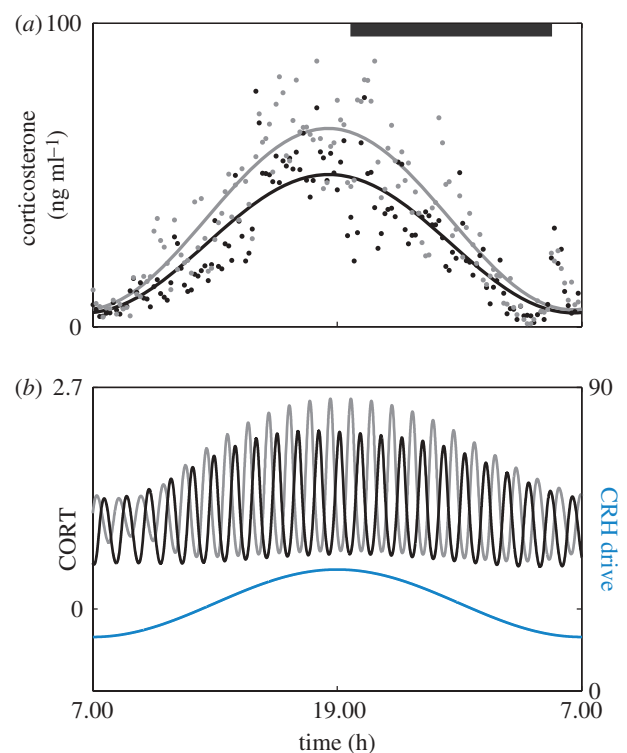 (a)
100
corticosterone
(ng ml−1)
0
(b)
2.7
90
CORT
CRH drive
0
0
7.00
19.00
7.00
time (h)